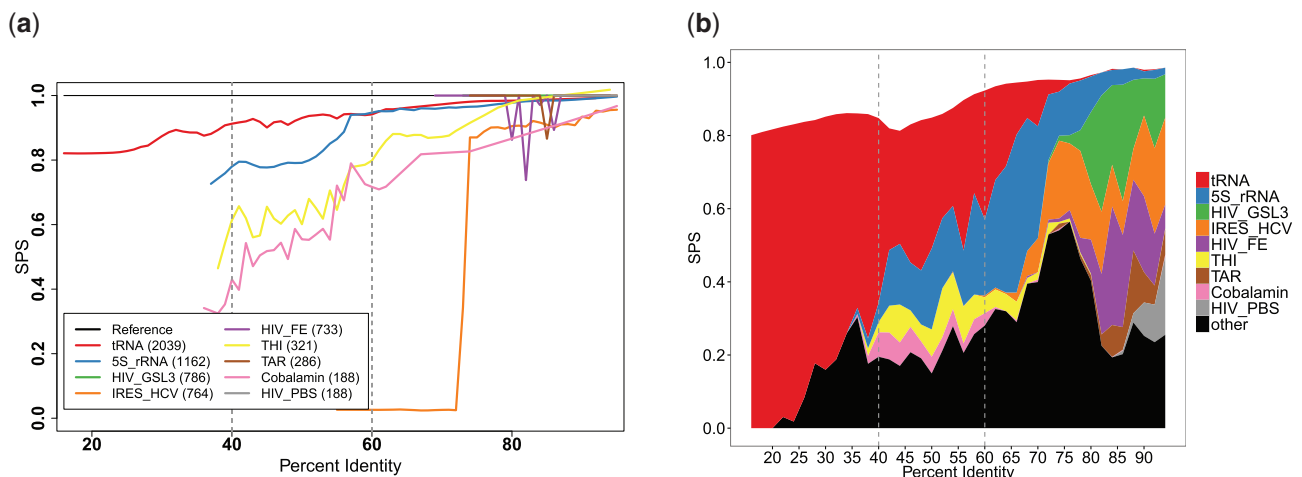 (a)
SPS
1.0
0.8
0.6
0.4
0.2
0.0
Reference
tRNA (2039)
5S_rRNA (1162)
HIV_GSL3 (786)
IRES_HCV (764)
HIV_FE (733)
THI (321)
TAR (286)
Cobalamin (188)
HIV_PBS (188)
20 40 60 80
Percent Identity
(b)
SPS
1.0
0.8
0.6
0.4
0.2
0.0
20 25 30 35 40 45 50 55 60 65 70 75 80 85 90
Percent Identity
tRNA
5S_rRNA
HIV_GSL3
IRES_HCV
HIV_FE
THI
TAR
Cobalamin
HIV_PBS
other